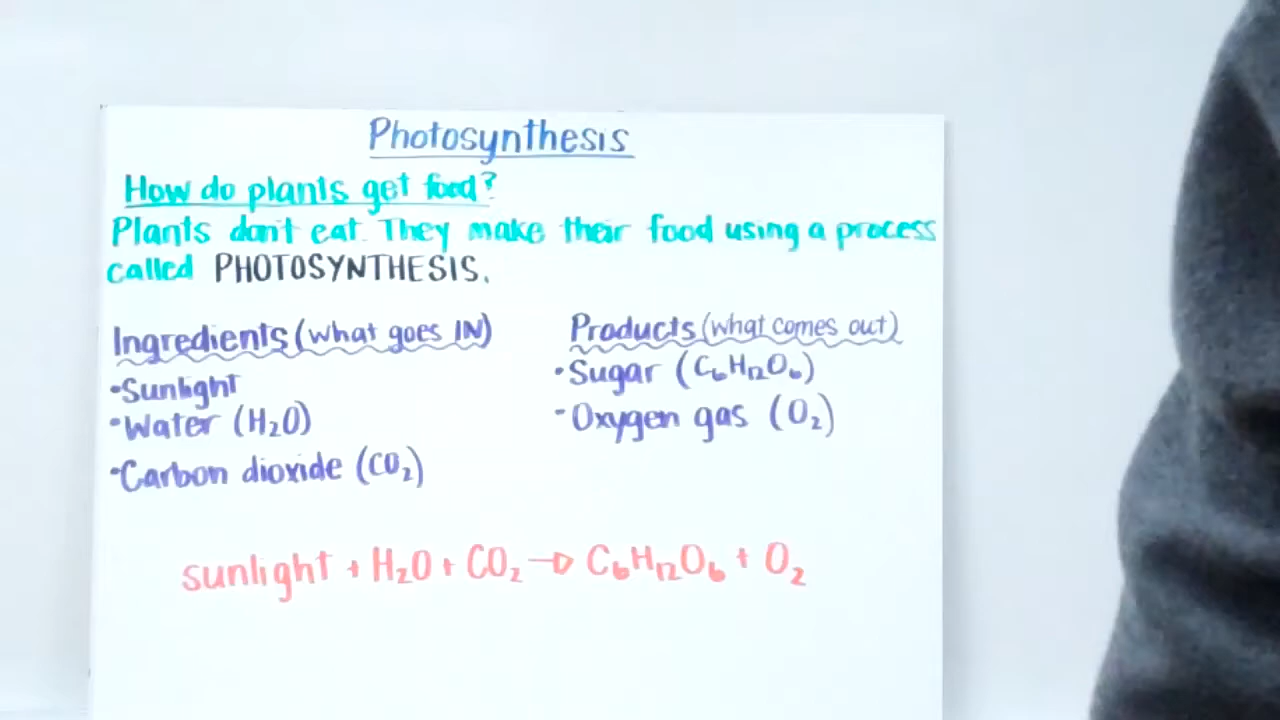 Photosynthesis
How do plants get food?
Plants don't eat. They make their food using a process
called PHOTOSYNTHESIS.
Ingredients (what goes IN)
•Sunlight
•Water (H₂O)
•Carbon dioxide (CO₂)
Products (what comes out)
•Sugar (C₆H₁₂O₆)
•Oxygen gas (O₂)
sunlight + H₂O + CO₂ → C₆H₁₂O₆ + O₂